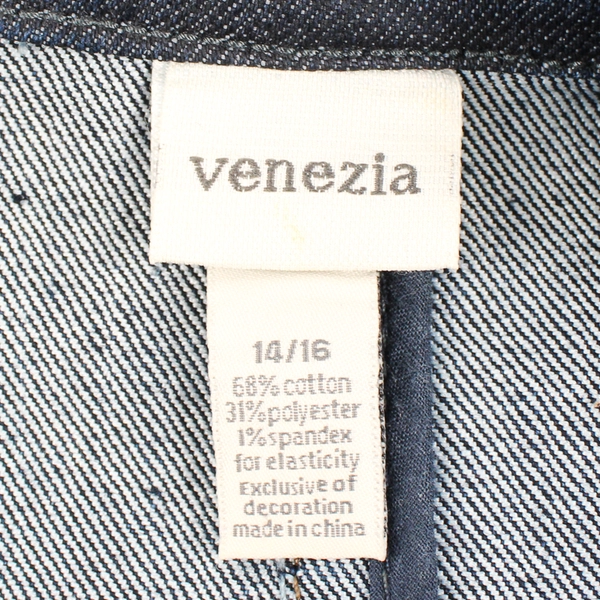 venezia
14/16
68% cotton
31% polyester
1% spandex
for elasticity
Exclusive of
decoration
made in china